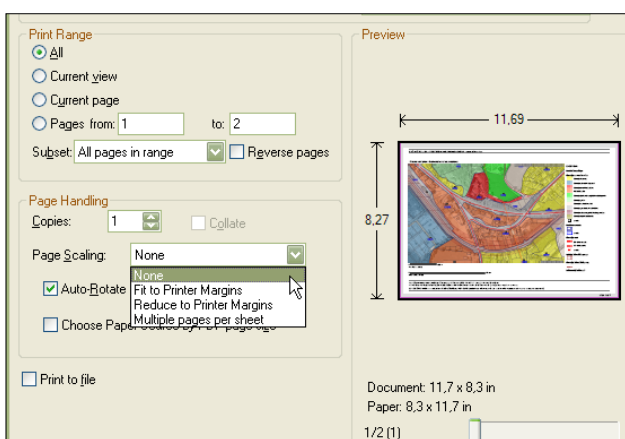 Print Range
All
Current view
Current page
Pages from: 1 to: 2
Subset: All pages in range Reverse pages
Page Handling
Copies: 1 Collate
Page Scaling: None
None
Auto-Rotate
Fit to Printer Margins
Reduce to Printer Margins
Choose Pape
Multiple pages per sheet
Print to file
Preview
11,69
8,27
Document: 11,7 x 8,3 in
Paper: 8,3 x 11,7 in
1/2 (1)